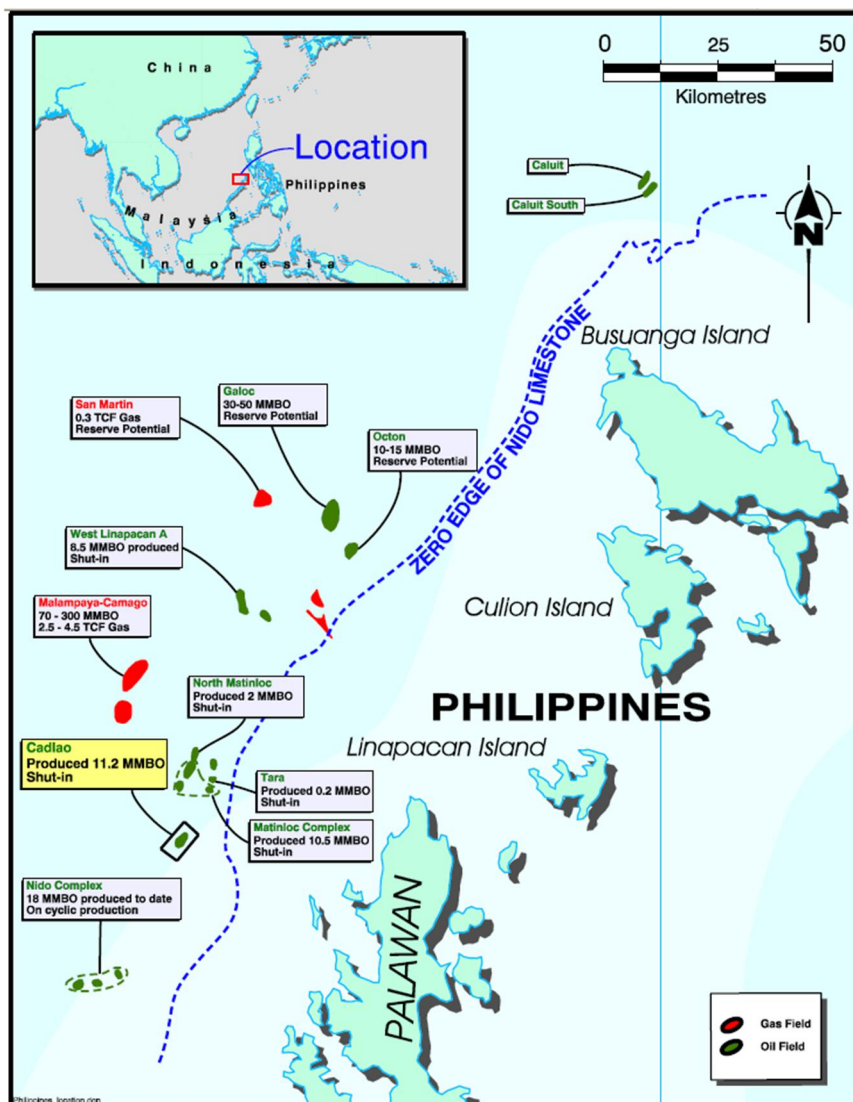 China
Location
Philippines
Malaysia
Indonesia
0 25 50
Kilometres
Caluit
Caluit South
N
ZERO EDGE OF NIDO LIMESTONE
Busuanga Island
San Martin
0.3 TCF Gas
Reserve Potential
Galoc
30-50 MMBO
Reserve Potential
Octon
10-15 MMBO
Reserve Potential
West Linapacan A
8.5 MMBO produced
Shut-in
Malampaya-Camago
70 - 300 MMBO
2.5 - 4.5 TCF Gas
Culion Island
North Matinloc
Produced 2 MMBO
Shut-in
PHILIPPINES
Linapacan Island
Cadlao
Produced 11.2 MMBO
Shut-in
Tara
Produced 0.2 MMBO
Shut-in
Matinloc Complex
Produced 10.5 MMBO
Shut-in
Nido Complex
18 MMBO produced to date
On cyclic production
PALAWAN
Gas Field
Oil Field